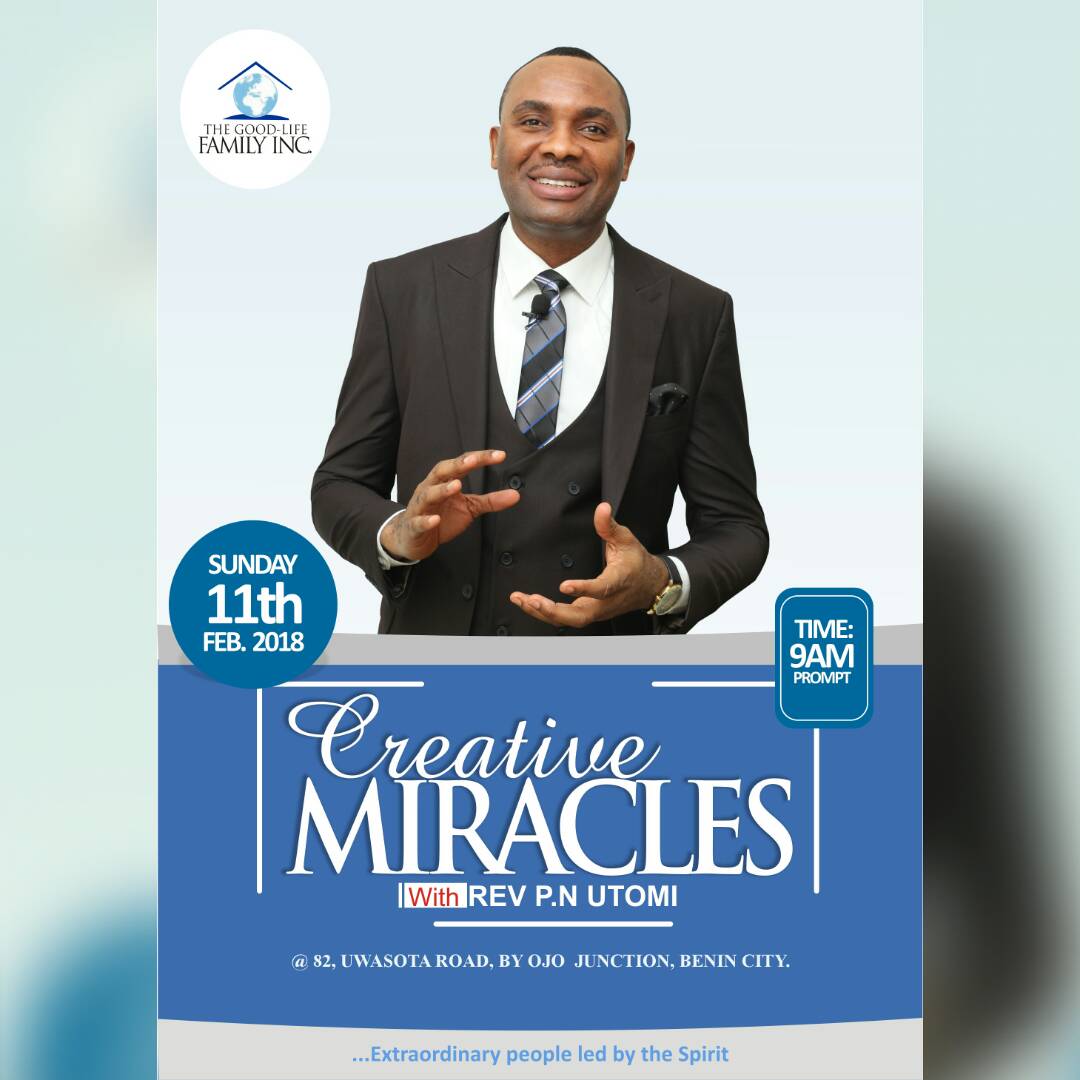 THE GOOD-LIFE
FAMILY INC.
SUNDAY
11th
FEB. 2018
TIME:
9AM
PROMPT
Creative
MIRACLES
With REV P.N UTOMI
@ 82, UWASOTA ROAD, BY OJO JUNCTION, BENIN CITY.
...Extraordinary people led by the Spirit